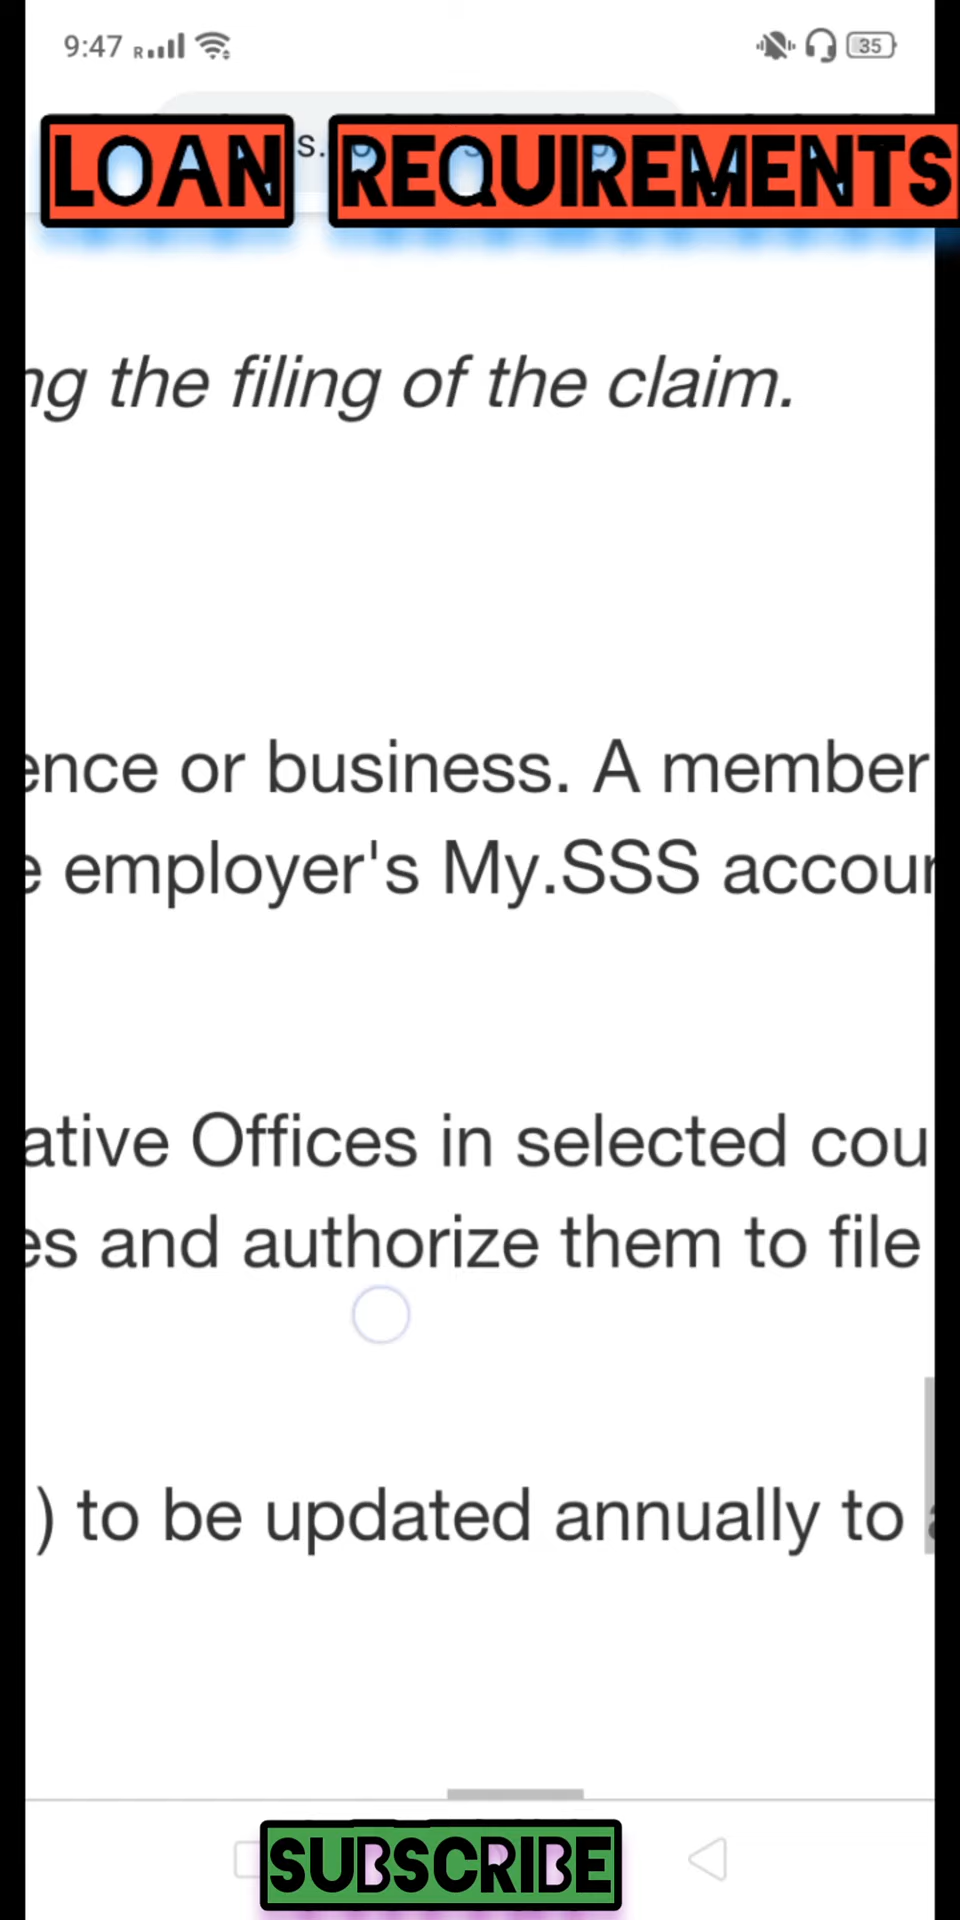 9:47
35
LOAN s. REQUIREMENTS
ng the filing of the claim.
ence or business. A member
e employer's My.SSS accoun
ative Offices in selected cou
es and authorize them to file
) to be updated annually to
SUBSCRIBE